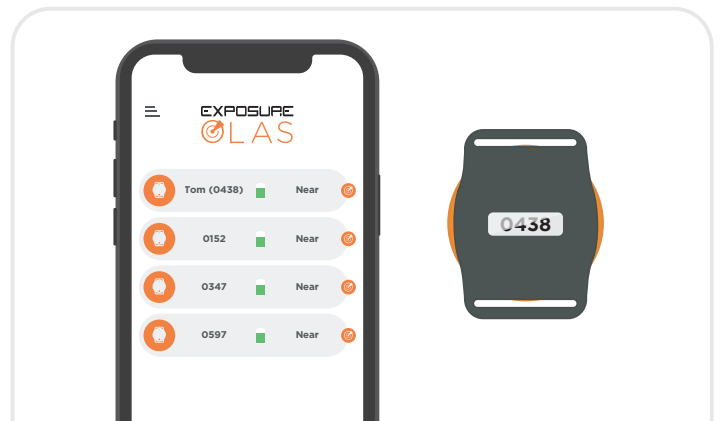 EXPOSURE
OLAS
Tom (0438) Near
0152 Near
0347 Near
0597 Near
0438